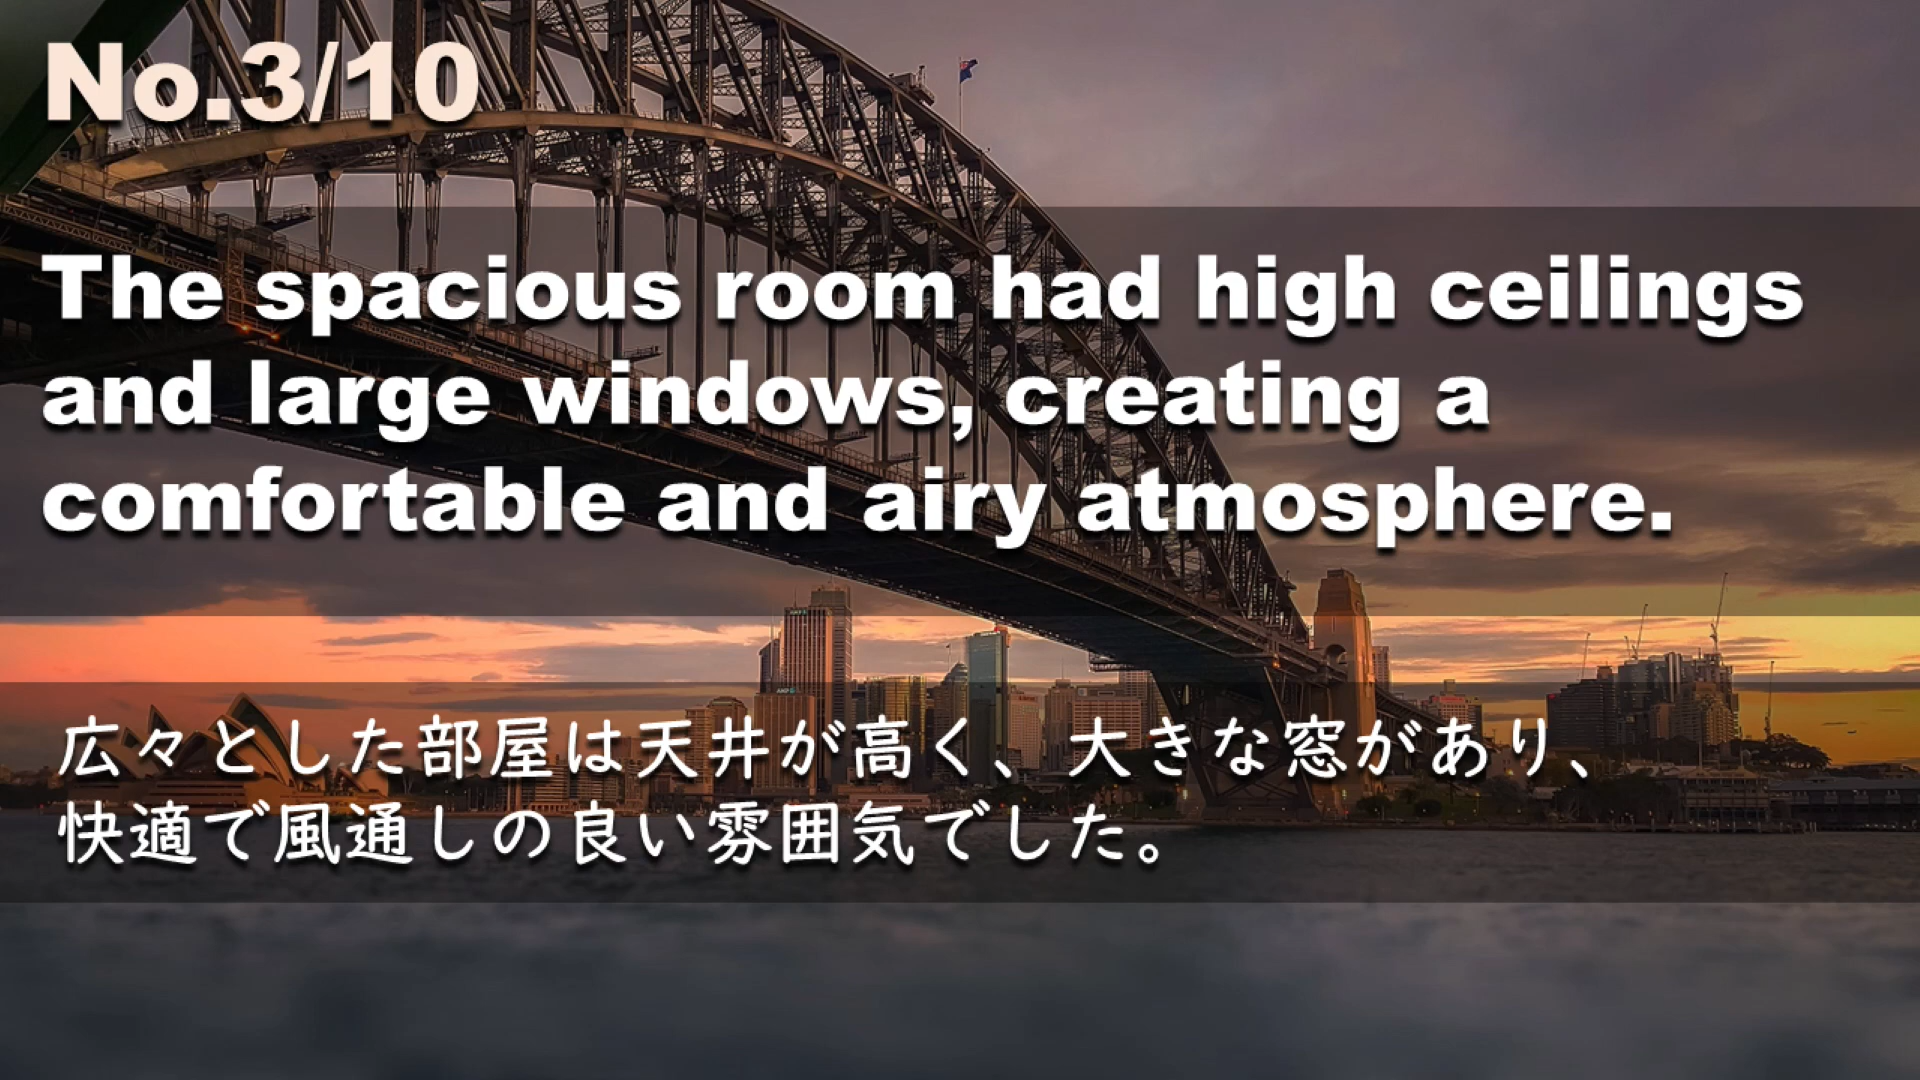 No.3/10
The spacious room had high ceilings
and large windows, creating a
comfortable and airy atmosphere.
広々とした部屋は天井が高く、大きな窓があり、
快適で風通しの良い雰囲気でした。